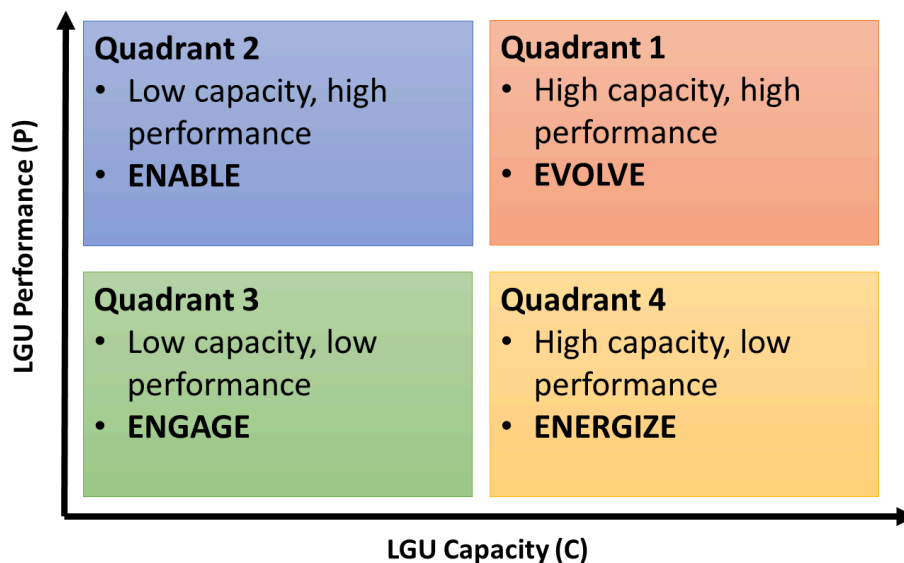 LGU Performance (P)
Quadrant 2
• Low capacity, high
performance
• ENABLE
Quadrant 1
• High capacity, high
performance
• EVOLVE
Quadrant 3
• Low capacity, low
performance
• ENGAGE
Quadrant 4
• High capacity, low
performance
• ENERGIZE
LGU Capacity (C)